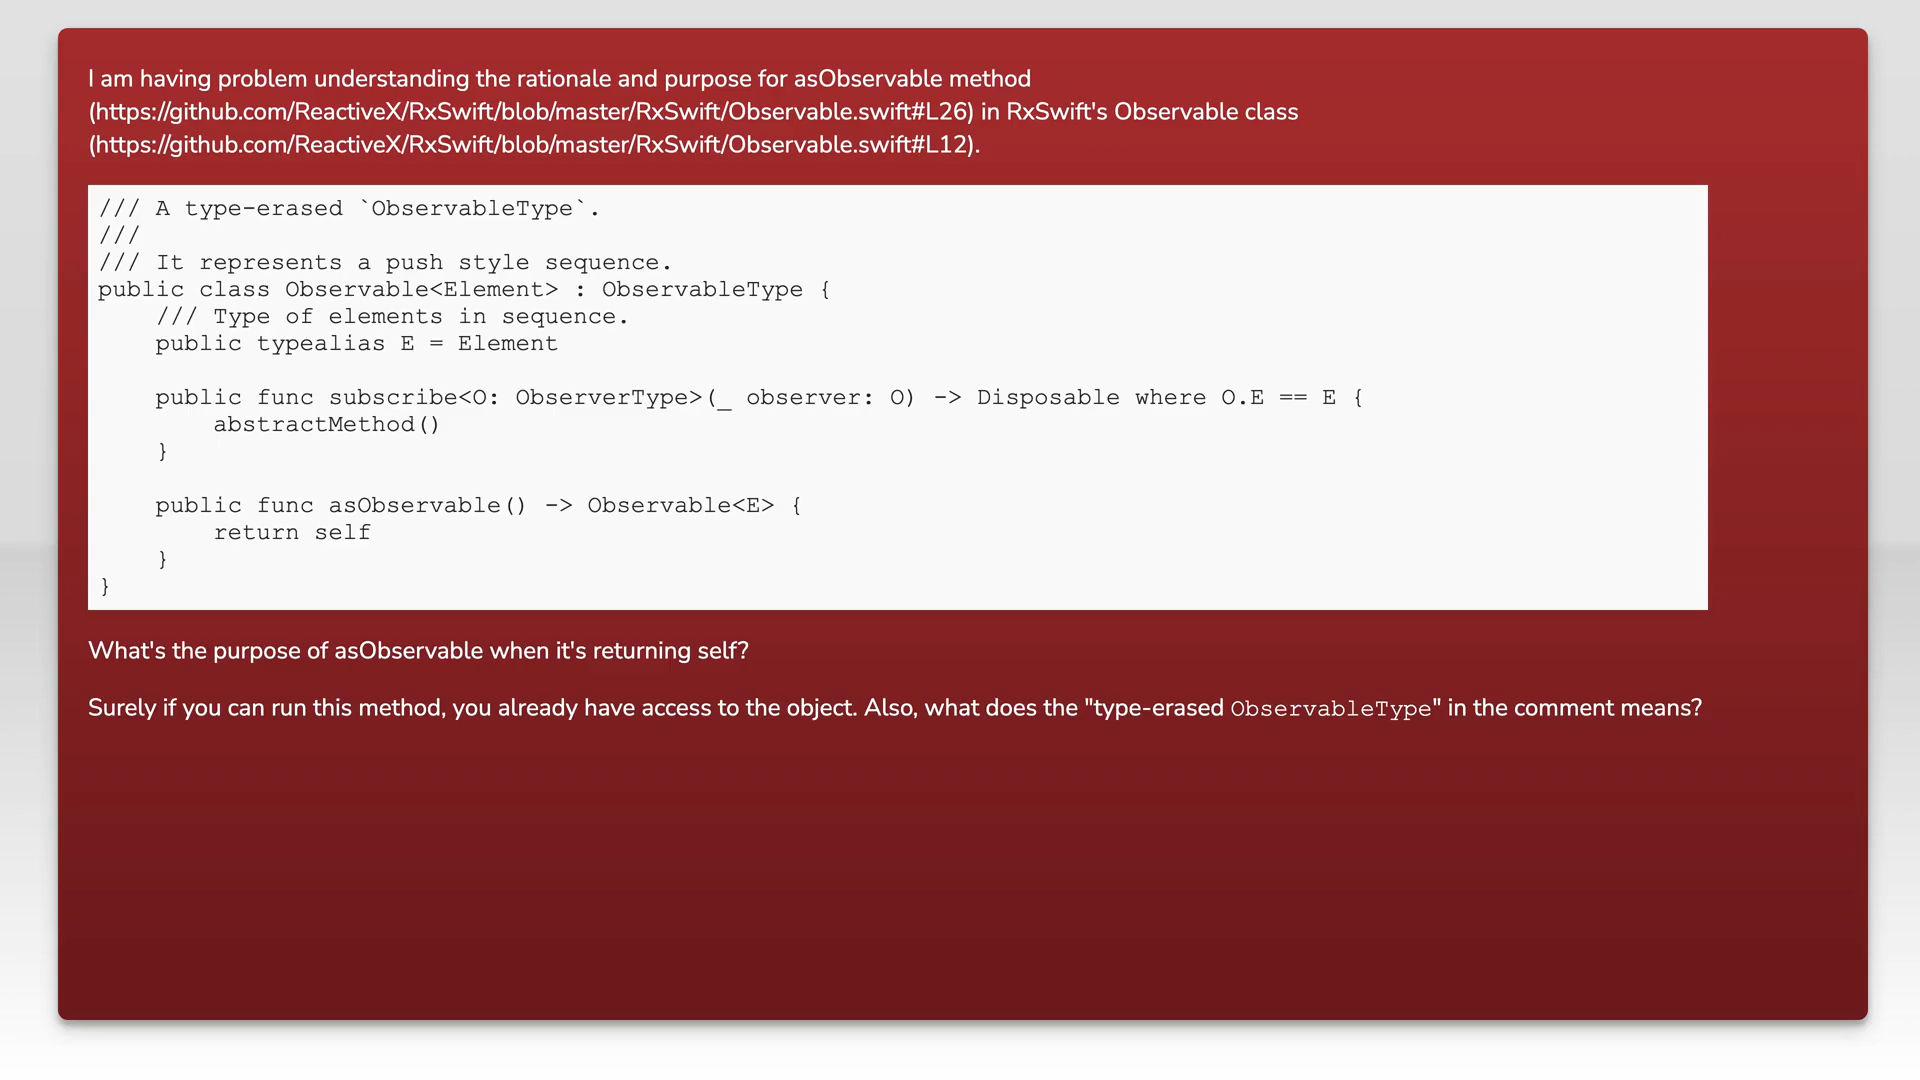 I am having problem understanding the rationale and purpose for asObservable method
(https://github.com/ReactiveX/RxSwift/blob/master/RxSwift/Observable.swift#L26) in RxSwift's Observable class
(https://github.com/ReactiveX/RxSwift/blob/master/RxSwift/Observable.swift#L12).
/// A type-erased `ObservableType`.
///
/// It represents a push style sequence.
public class Observable<Element> : ObservableType {
    /// Type of elements in sequence.
    public typealias E = Element

    public func subscribe<O: ObserverType>(_ observer: O) -> Disposable where O.E == E {
        abstractMethod()
    }

    public func asObservable() -> Observable<E> {
        return self
    }
}
What's the purpose of asObservable when it's returning self?
Surely if you can run this method, you already have access to the object. Also, what does the "type-erased ObservableType" in the comment means?